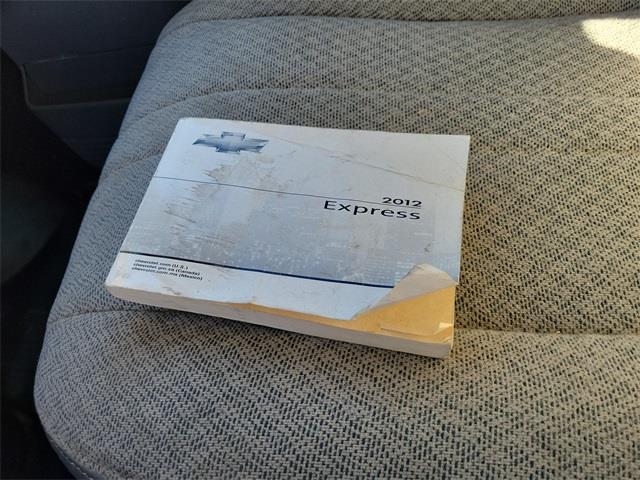 2012
Express
chevrolet.com (U.S.)
chevrolet.gm.ca (Canada)
chevrolet.com.mx (Mexico)